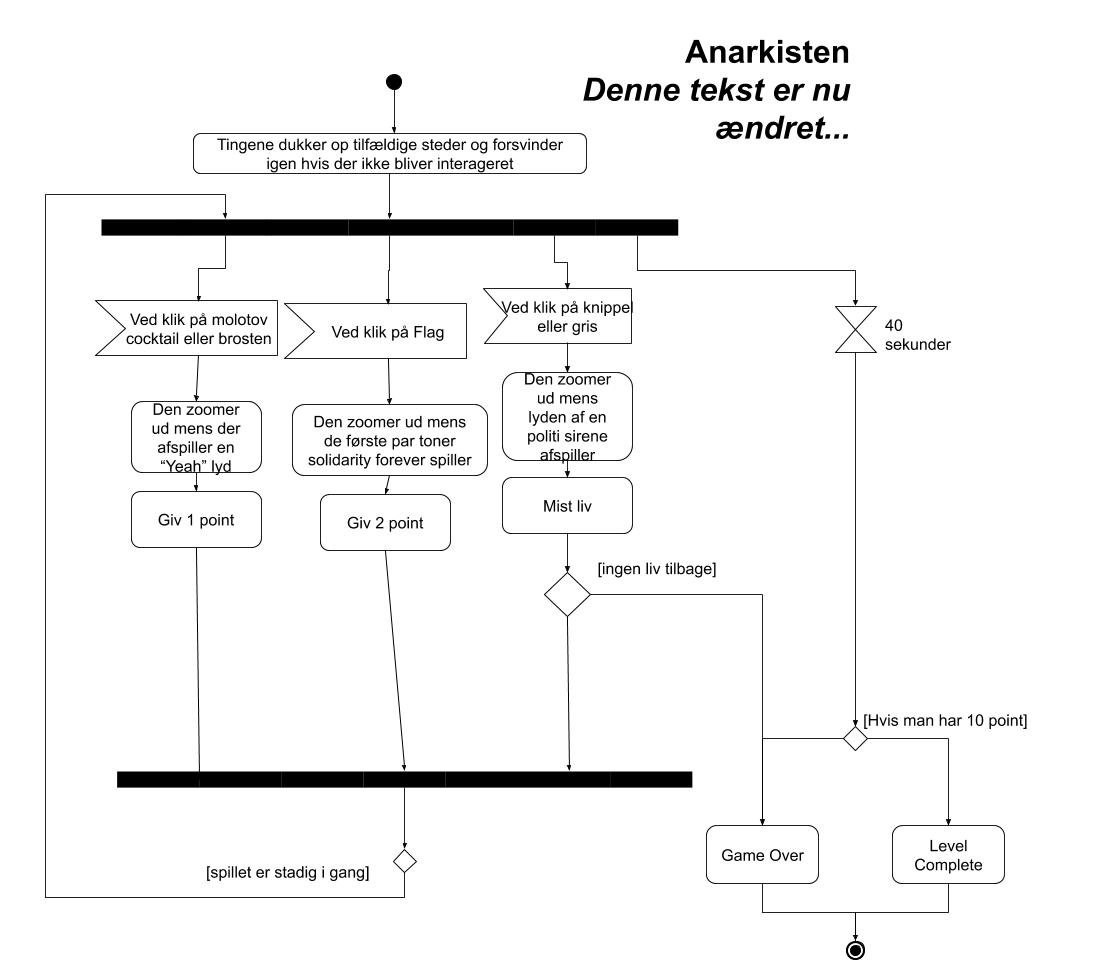 Anarkisten
Denne tekst er nu
ændret...
Tingene dukker op tilfældige steder og forsvinder
igen hvis der ikke bliver interageret
Ved klik på molotov
cocktail eller brosten
Ved klik på Flag
Ved klik på knippel
eller gris
40
sekunder
Den zoomer
ud mens der
afspiller en
“Yeah” lyd
Den zoomer ud mens
de første par toner
solidarity forever spiller
Den zoomer
ud mens
lyden af en
politi sirene
afspiller
Giv 1 point
Giv 2 point
Mist liv
[ingen liv tilbage]
[Hvis man har 10 point]
[spillet er stadig i gang]
Game Over
Level
Complete